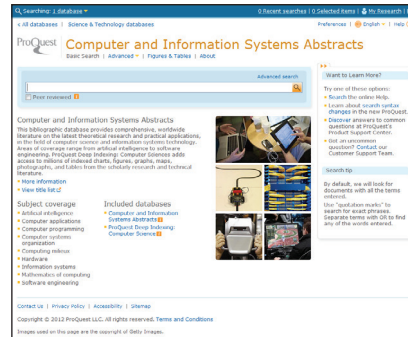 Searching: 1 database
0 Recent searches | 0 Selected items | My Research |
< All databases | Science & Technology databases
Preferences | English | Help
ProQuest
Computer and Information Systems Abstracts
Basic Search | Advanced | Figures & Tables | About
Advanced search
Peer reviewed
Want to Learn More?
Try one of these options:
Search the online Help.
Learn about search syntax
changes in the new ProQuest.
Discover answers to common
questions at ProQuest's
Product Support Center.
Get an uncommon
question? Contact our
Customer Support Team.
Search tip
By default, we will look for
documents with all the terms
entered.
Use "quotation marks" to
search for exact phrases.
Separate terms with OR to find
any of the words entered.
Computer and Information Systems Abstracts
This bibliographic database provides comprehensive, worldwide
literature on the latest theoretical research and practical applications,
in the field of computer science and information systems technology.
Areas of coverage range from artificial intelligence to software
engineering. ProQuest Deep Indexing: Computer Sciences adds
access to millions of indexed charts, figures, graphs, maps,
photographs, and tables from the scholarly research and technical
literature.
More information
View title list
Subject coverage
Artificial intelligence
Computer applications
Computer programming
Computer systems
organization
Computing milieux
Hardware
Information systems
Mathematics of computing
Software engineering
Included databases
Computer and Information
Systems Abstracts
ProQuest Deep Indexing:
Computer Science
Contact Us | Privacy Policy | Accessibility | Sitemap
Copyright © 2012 ProQuest LLC. All rights reserved. Terms and Conditions
Images used on this page are the copyright of Getty Images.